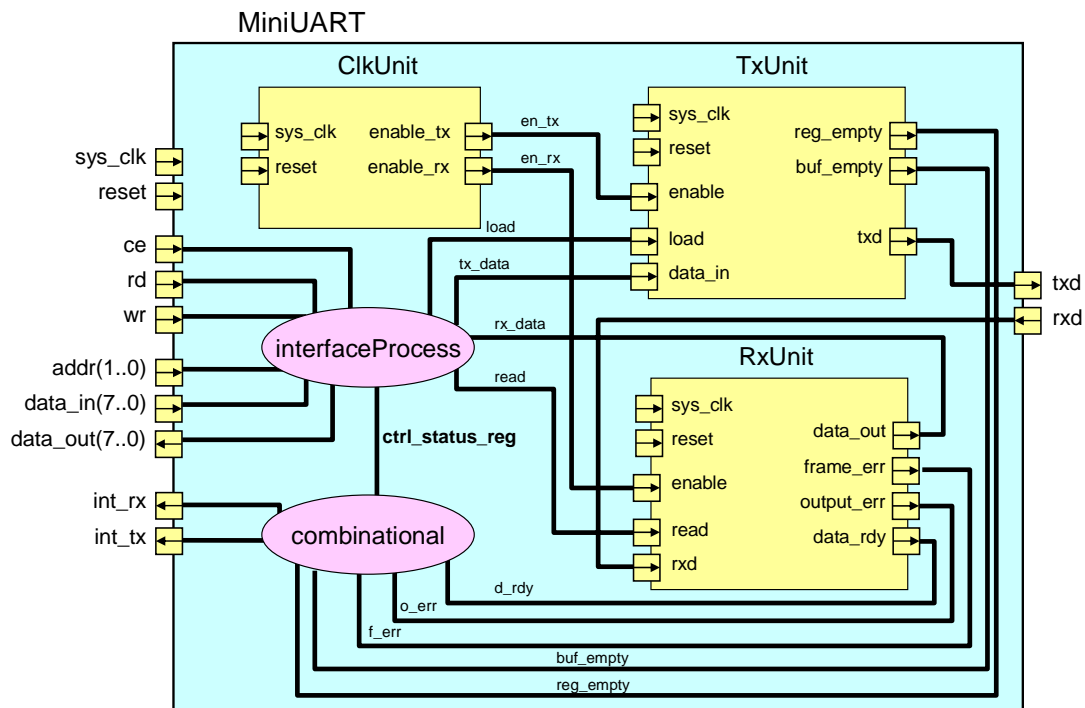 MiniUART
ClkUnit
TxUnit
sys_clk
enable_tx
reset
enable_rx
en_tx
en_rx
sys_clk
reset
enable
load
data_in
reg_empty
buf_empty
txd
sys_clk
reset
ce
rd
wr
addr(1..0)
data_in(7..0)
data_out(7..0)
int_rx
int_tx
load
tx_data
rx_data
read
interfaceProcess
ctrl_status_reg
combinational
txd
rxd
RxUnit
sys_clk
reset
enable
read
rxd
data_out
frame_err
output_err
data_rdy
d_rdy
o_err
f_err
buf_empty
reg_empty